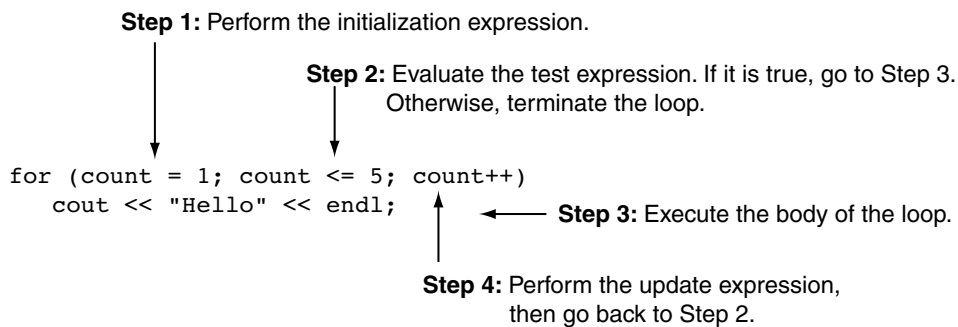 Step 1: Perform the initialization expression.
Step 2: Evaluate the test expression. If it is true, go to Step 3.
Otherwise, terminate the loop.
for (count = 1; count <= 5; count++)
cout << "Hello" << endl;
Step 3: Execute the body of the loop.
Step 4: Perform the update expression,
then go back to Step 2.